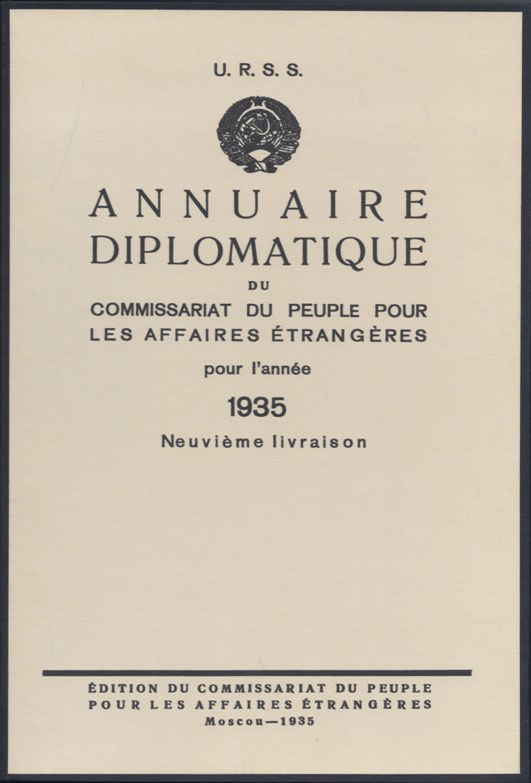 U. R. S. S.
ANNUAIRE
DIPLOMATIQUE
DU
COMMISSARIAT DU PEUPLE POUR
LES AFFAIRES ÉTRANGÈRES
pour l'année
1935
Neuvième livraison
ÉDITION DU COMMISSARIAT DU PEUPLE
POUR LES AFFAIRES ÉTRANGÈRES
Moscou—1935